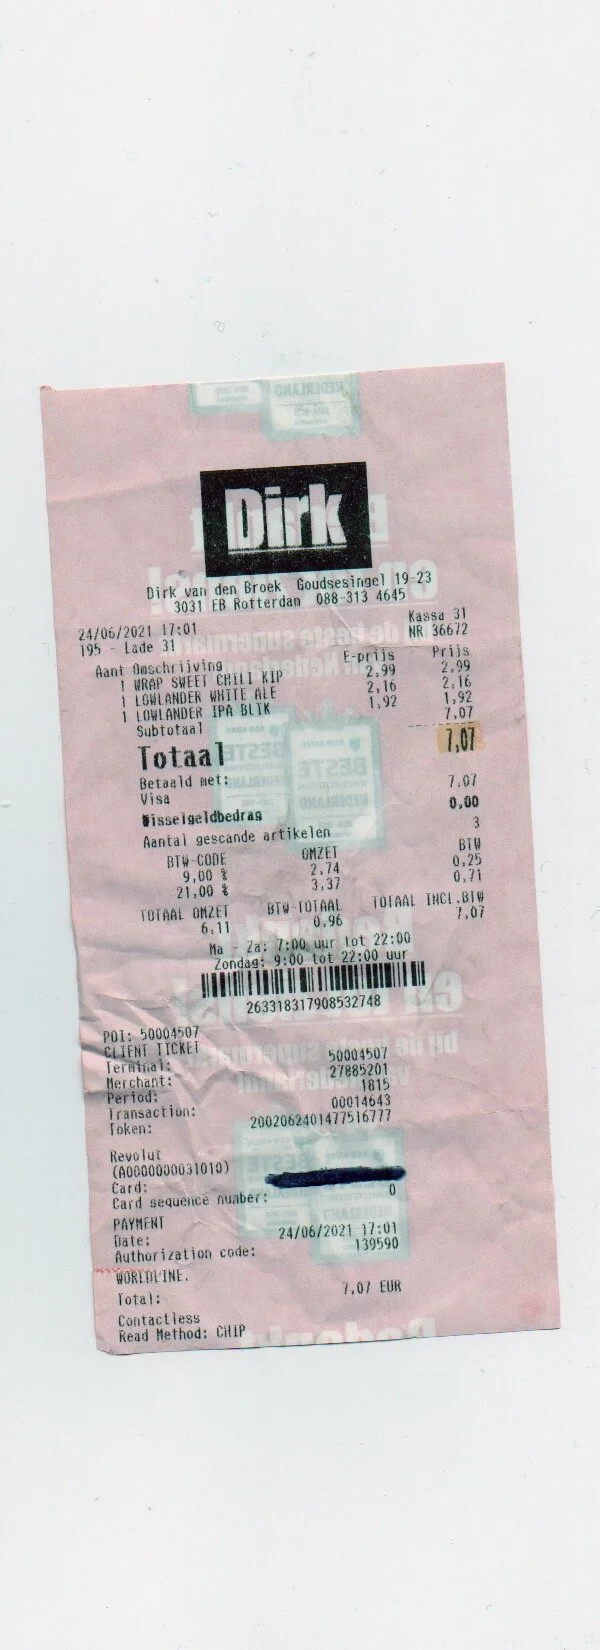 Dirk
Dirk van den Broek Goudsesingel 19-23
3031 EB Rotterdan 088-313 4645
24/06/2021 17:01 Kassa 31
195 - Lade 31 NR 36672
Aant Omschrijving E-prijs Prijs
1 WRAP SWEET CHILI KIP 2,99 2,99
1 LOWLANDER WHITE ALE 2,16 2,16
1 LOWLANDER IPA BLIK 1,92 1,92
Subtotaal 7,07
Totaal 7,07
Betaald met:
Visa 7,07
Wisselgeldbedrag 0,00
Aantal gescande artikelen 3
BTW-CODE OMZET BTW
9,00 % 2,74 0,25
21,00 % 3,37 0,71
TOTAAL OMZET BTW-TOTAAL TOTAAL INCL.BTW
6,11 0,96 7,07
Ma - Za: 7:00 uur tot 22:00
Zondag: 9:00 tot 22:00 uur
263318317908532748
POI: 50004507
CLIENT TICKET
Terminal: 50004507
Merchant: 27885201
Period: 1815
Transaction: 00014643
Token: 2002062401477516777
Revolut
(A0000000031010)
Card:
Card sequence number: 0
PAYMENT
Date: 24/06/2021 17:01
Authorization code: 139590
WORLDLINE.
Total: 7,07 EUR
Contactless
Read Method: CHIP